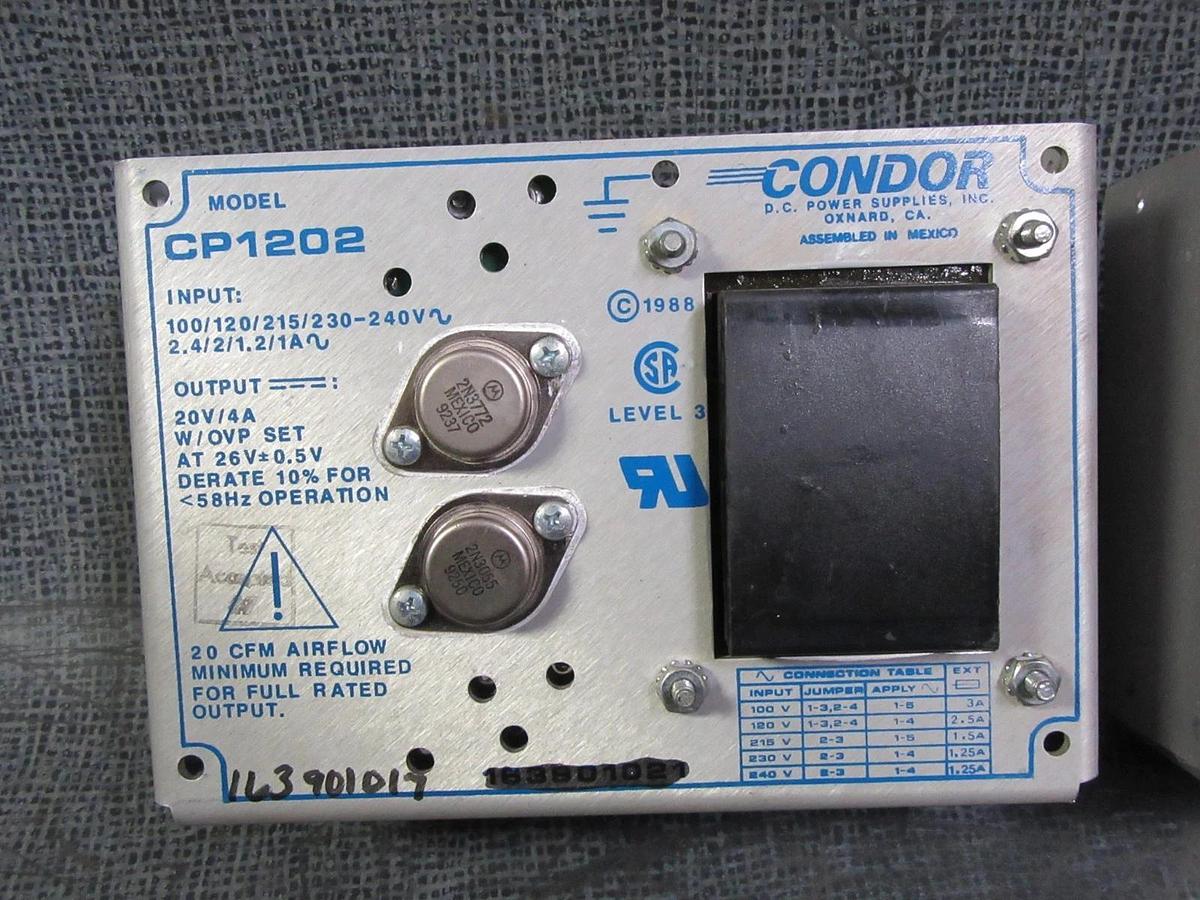 MODEL
CP1202
INPUT:
100/120/215/230-240V∿
2.4/2/1.2/1A∿
OUTPUT ⎓:
20V/4A
W/OVP SET
AT 26V±0.5V
DERATE 10% FOR
<58Hz OPERATION
Accepted
!
20 CFM AIRFLOW
MINIMUM REQUIRED
FOR FULL RATED
OUTPUT.
163901019
163901021
2N3772
MEXICO
9237
2N3055
MEXICO
9250
CONDOR
D.C. POWER SUPPLIES, INC.
OXNARD, CA.
ASSEMBLED IN MEXICO
©1988
SA
LEVEL 3
UR
∿ CONNECTION TABLE EXT
INPUT JUMPER APPLY ∿
100 V 1-3,2-4 1-5 3A
120 V 1-3,2-4 1-4 2.5A
215 V 2-3 1-5 1.5A
230 V 2-3 1-4 1.25A
240 V 2-3 1-4 1.25A